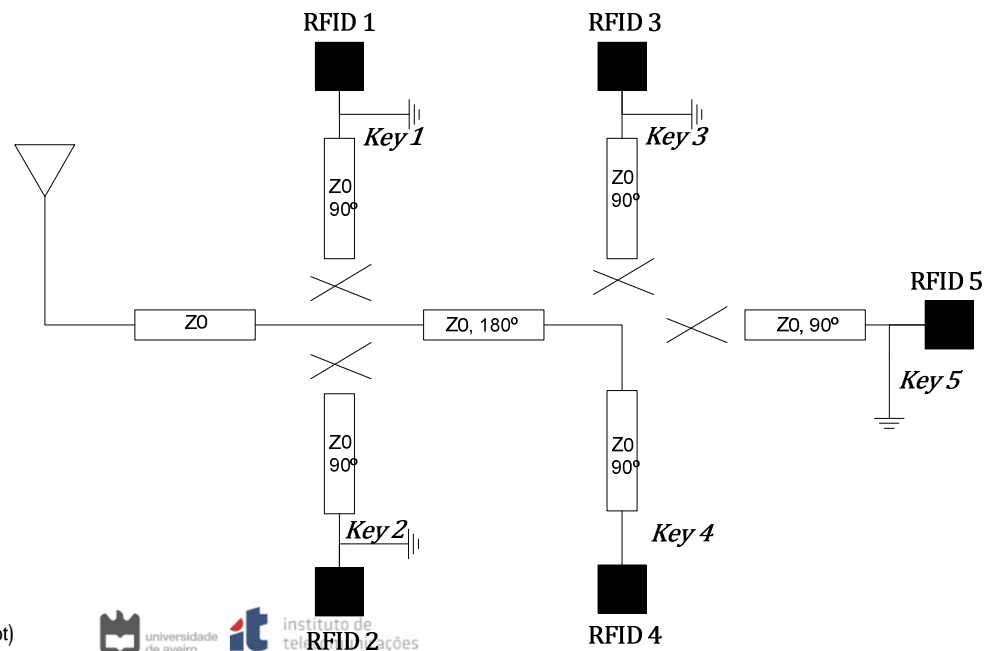 RFID 1
RFID 3
Key 1
Key 3
Z0
90º
Z0
90º
RFID 5
Z0
Z0, 180º
Z0, 90º
Key 5
Z0
90º
Z0
90º
Key 2
Key 4
RFID 2
RFID 4
ot)
universidade
de aveiro
it
instituto de
telecomunicações